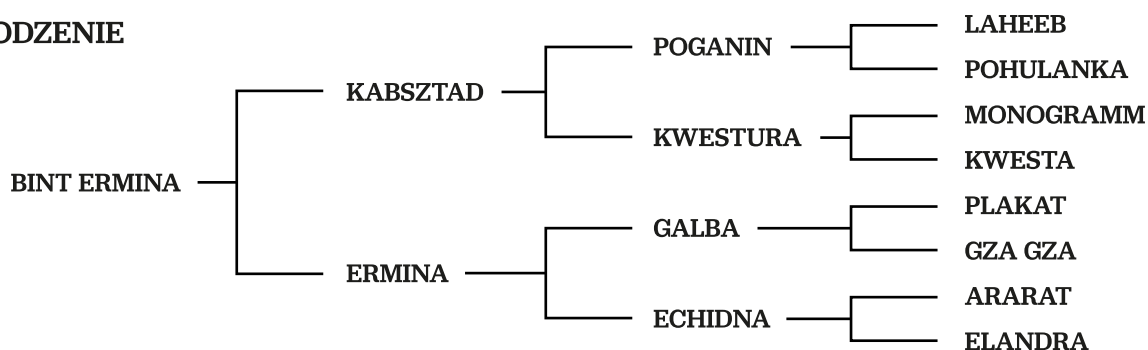 ODZENIE
LAHEEB
POGANIN
POHULANKA
KABSZTAD
MONOGRAMM
KWESTURA
KWESTA
BINT ERMINA
PLAKAT
GALBA
GZA GZA
ERMINA
ARARAT
ECHIDNA
ELANDRA